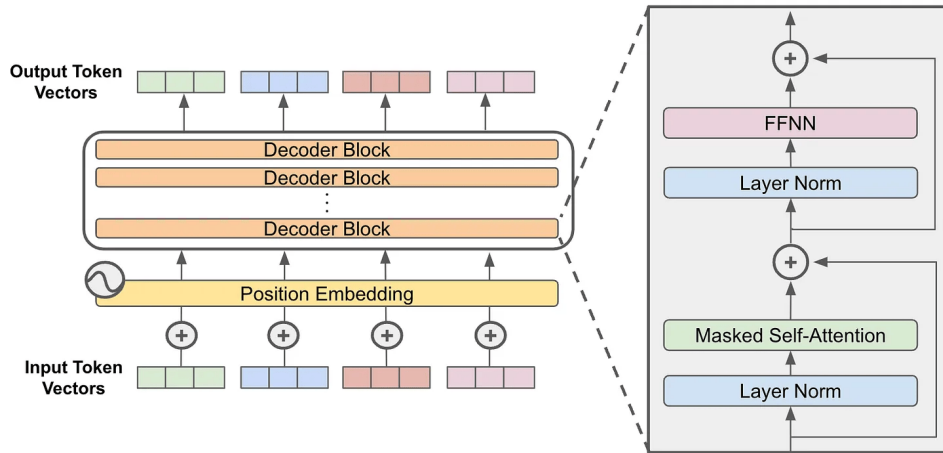 Output Token
Vectors
Decoder Block
Decoder Block
Decoder Block
Position Embedding
Input Token
Vectors
FFNN
Layer Norm
Masked Self-Attention
Layer Norm